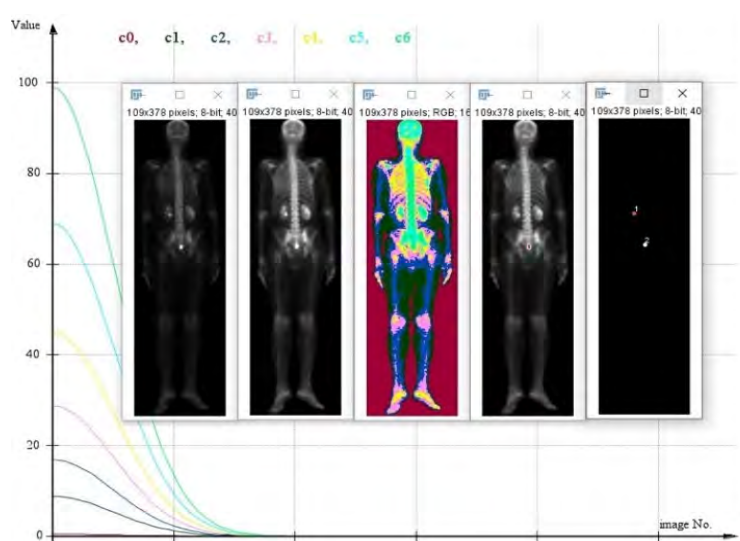 Value
c0, c1, c2, c3, c4, c5, c6
100
109x378 pixels; 8-bit; 40
109x378 pixels; 8-bit; 40
109x378 pixels; RGB; 16
109x378 pixels; 8-bit; 40
109x378 pixels; 8-bit; 40
80
1
60
2
40
20
image No.
0